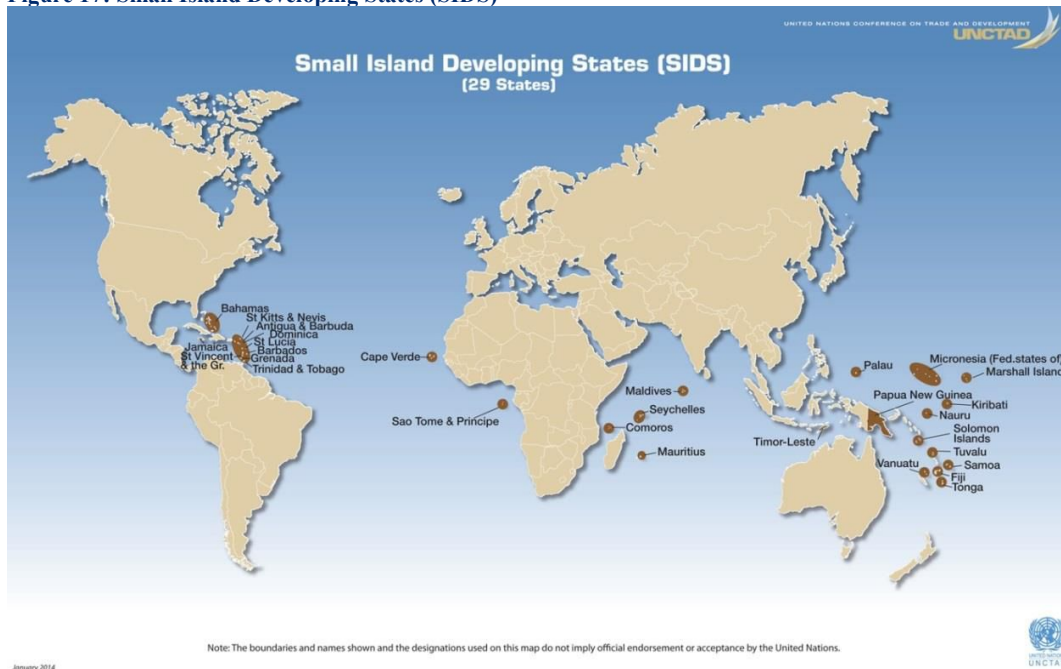 Figure 17: Small Island Developing States (SIDS)
UNITED NATIONS CONFERENCE ON TRADE AND DEVELOPMENT
UNCTAD
Small Island Developing States (SIDS)
(29 States)
Bahamas
St Kitts & Nevis
Antigua & Barbuda
Dominica
St Lucia
Jamaica
Barbados
St Vincent
& the Gr.
Grenada
Trinidad & Tobago
Cape Verde
Sao Tome & Principe
Maldives
Seychelles
Comoros
Mauritius
Timor-Leste
Palau
Micronesia (Fed.states of)
Marshall Island
Papua New Guinea
Kiribati
Nauru
Solomon
Islands
Tuvalu
Vanuatu
Samoa
Fiji
Tonga
Note: The boundaries and names shown and the designations used on this map do not imply official endorsement or acceptance by the United Nations.
January 2014
UNITED NATIO
UNCTA